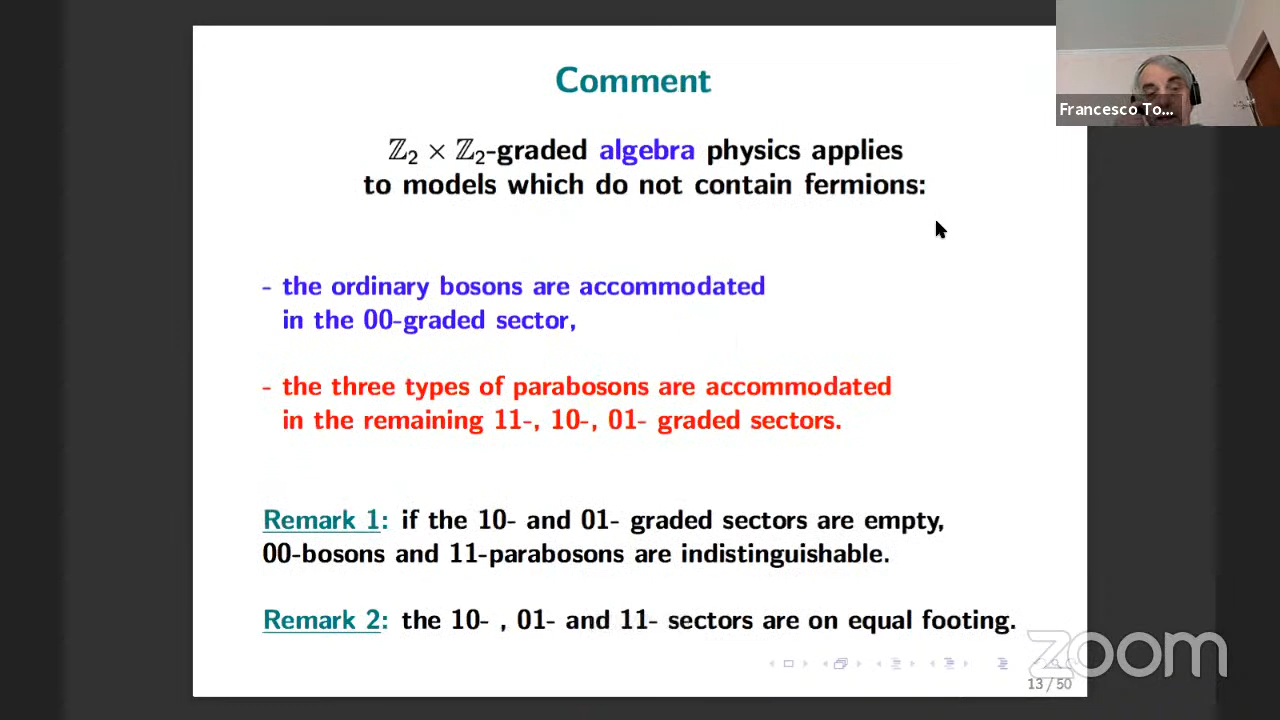 Comment
ℤ₂ × ℤ₂-graded algebra physics applies
to models which do not contain fermions:
- the ordinary bosons are accommodated
in the 00-graded sector,
- the three types of parabosons are accommodated
in the remaining 11-, 10-, 01- graded sectors.
Remark 1: if the 10- and 01- graded sectors are empty,
00-bosons and 11-parabosons are indistinguishable.
Remark 2: the 10- , 01- and 11- sectors are on equal footing.
13 / 50
Francesco To...
zoom